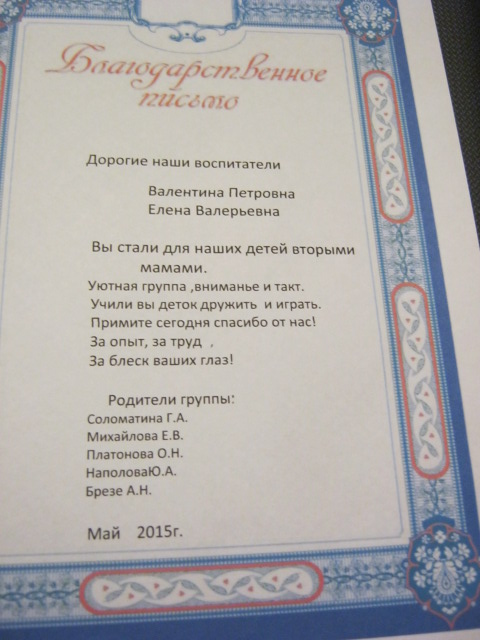 Благодарственное
письмо
Дорогие наши воспитатели
Валентина Петровна
Елена Валерьевна
Вы стали для наших детей вторыми
мамами.
Уютная группа ,вниманье и такт.
Учили вы деток дружить и играть.
Примите сегодня спасибо от нас!
За опыт, за труд ,
За блеск ваших глаз!
Родители группы:
Соломатина Г.А.
Михайлова Е.В.
Платонова О.Н.
НаполоваЮ.А.
Брезе А.Н.
Май 2015г.